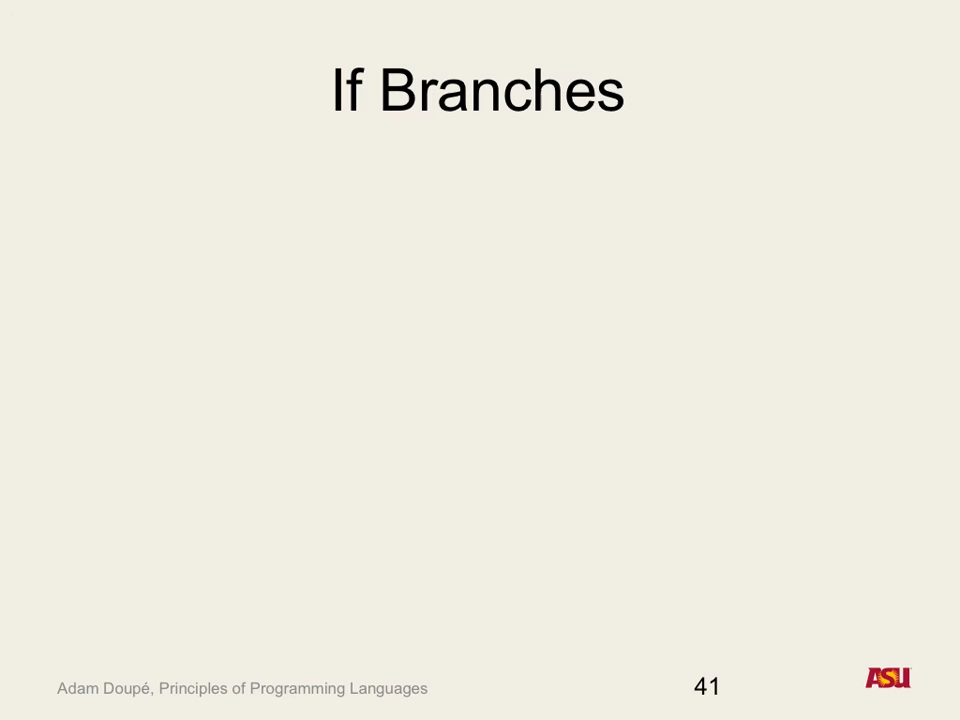 If Branches
Adam Doupé, Principles of Programming Languages
41
ASU